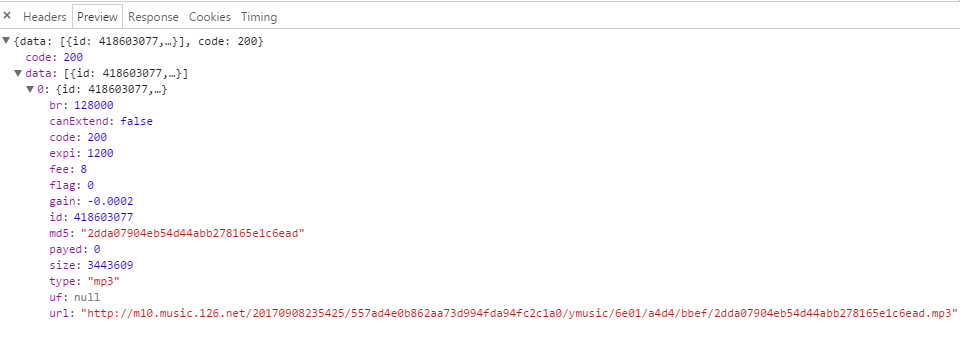 × Headers Preview Response Cookies Timing
▼{data: [{id: 418603077,…}], code: 200}
code: 200
▼data: [{id: 418603077,…}]
▼0: {id: 418603077,…}
br: 128000
canExtend: false
code: 200
expi: 1200
fee: 8
flag: 0
gain: -0.0002
id: 418603077
md5: "2dda07904eb54d44abb278165e1c6ead"
payed: 0
size: 3443609
type: "mp3"
uf: null
url: "http://m10.music.126.net/20170908235425/557ad4e0b862aa73d994fda94fc2c1a0/ymusic/6e01/a4d4/bbef/2dda07904eb54d44abb278165e1c6ead.mp3"